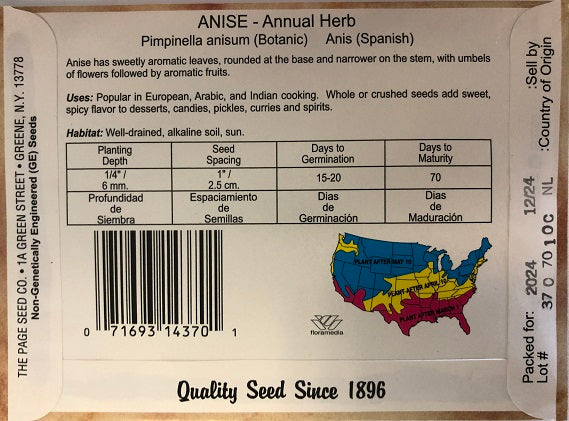 ANISE - Annual Herb
Pimpinella anisum (Botanic) Anis (Spanish)
Anise has sweetly aromatic leaves, rounded at the base and narrower on the stem, with umbels
of flowers followed by aromatic fruits.
Uses: Popular in European, Arabic, and Indian cooking. Whole or crushed seeds add sweet,
spicy flavor to desserts, candies, pickles, curries and spirits.
Habitat: Well-drained, alkaline soil, sun.
Planting Depth
Seed Spacing
Days to Germination
Days to Maturity
1/4" / 6 mm.
1" / 2.5 cm.
15-20
70
Profundidad de Siembra
Espaciamiento de Semillas
Dias de Germinación
Dias de Maduración
0 71693 14370 1
floramedia
PLANT AFTER MAY 10
PLANT AFTER APRIL 10
PLANT AFTER MARCH 1
Quality Seed Since 1896
THE PAGE SEED CO. • 1A GREEN STREET • GREENE, N.Y. 13778
Non-Genetically Engineered (GE) Seeds
Packed for: 2024 12/24 :Sell by
Lot # 37 0 70 10C NL :Country of Origin